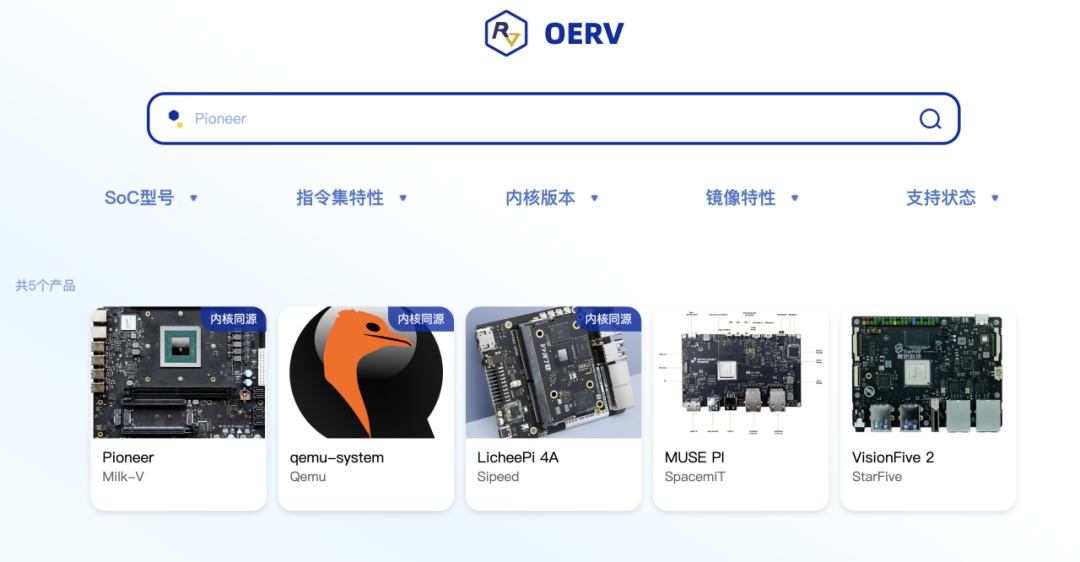 OERV
Pioneer
SoC型号
指令集特性
内核版本
镜像特性
支持状态
共5个产品
内核同源
内核同源
内核同源
Pioneer
Milk-V
qemu-system
Qemu
LicheePi 4A
Sipeed
MUSE PI
SpacemiT
VisionFive 2
StarFive